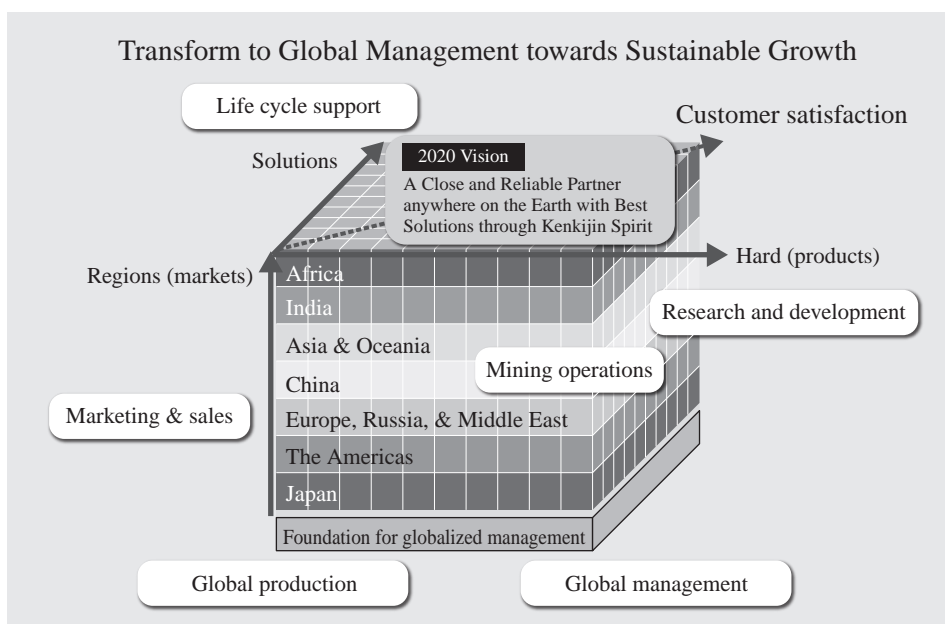 Transform to Global Management towards Sustainable Growth
Life cycle support
Customer satisfaction
Solutions
2020 Vision
A Close and Reliable Partner
anywhere on the Earth with Best
Solutions through Kenkijin Spirit
Hard (products)
Regions (markets)
Africa
India
Research and development
Asia & Oceania
Mining operations
China
Marketing & sales
Europe, Russia, & Middle East
The Americas
Japan
Foundation for globalized management
Global production
Global management